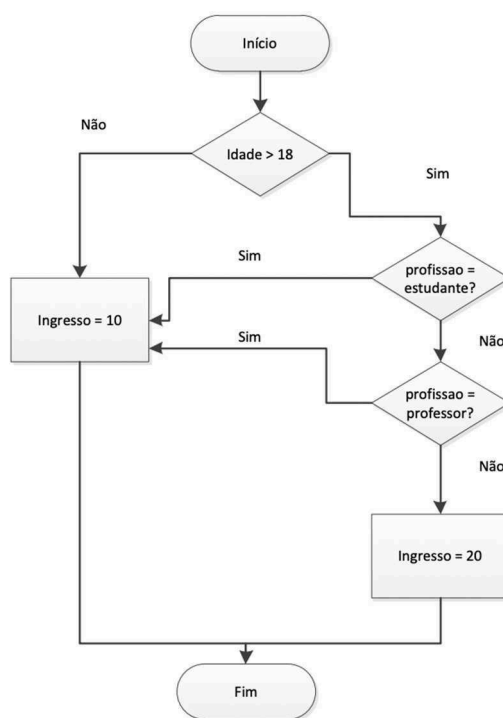 Início
Não
Idade > 18
Sim
Sim
profissao =
estudante?
Ingresso = 10
Sim
Não
profissao =
professor?
Não
Ingresso = 20
Fim